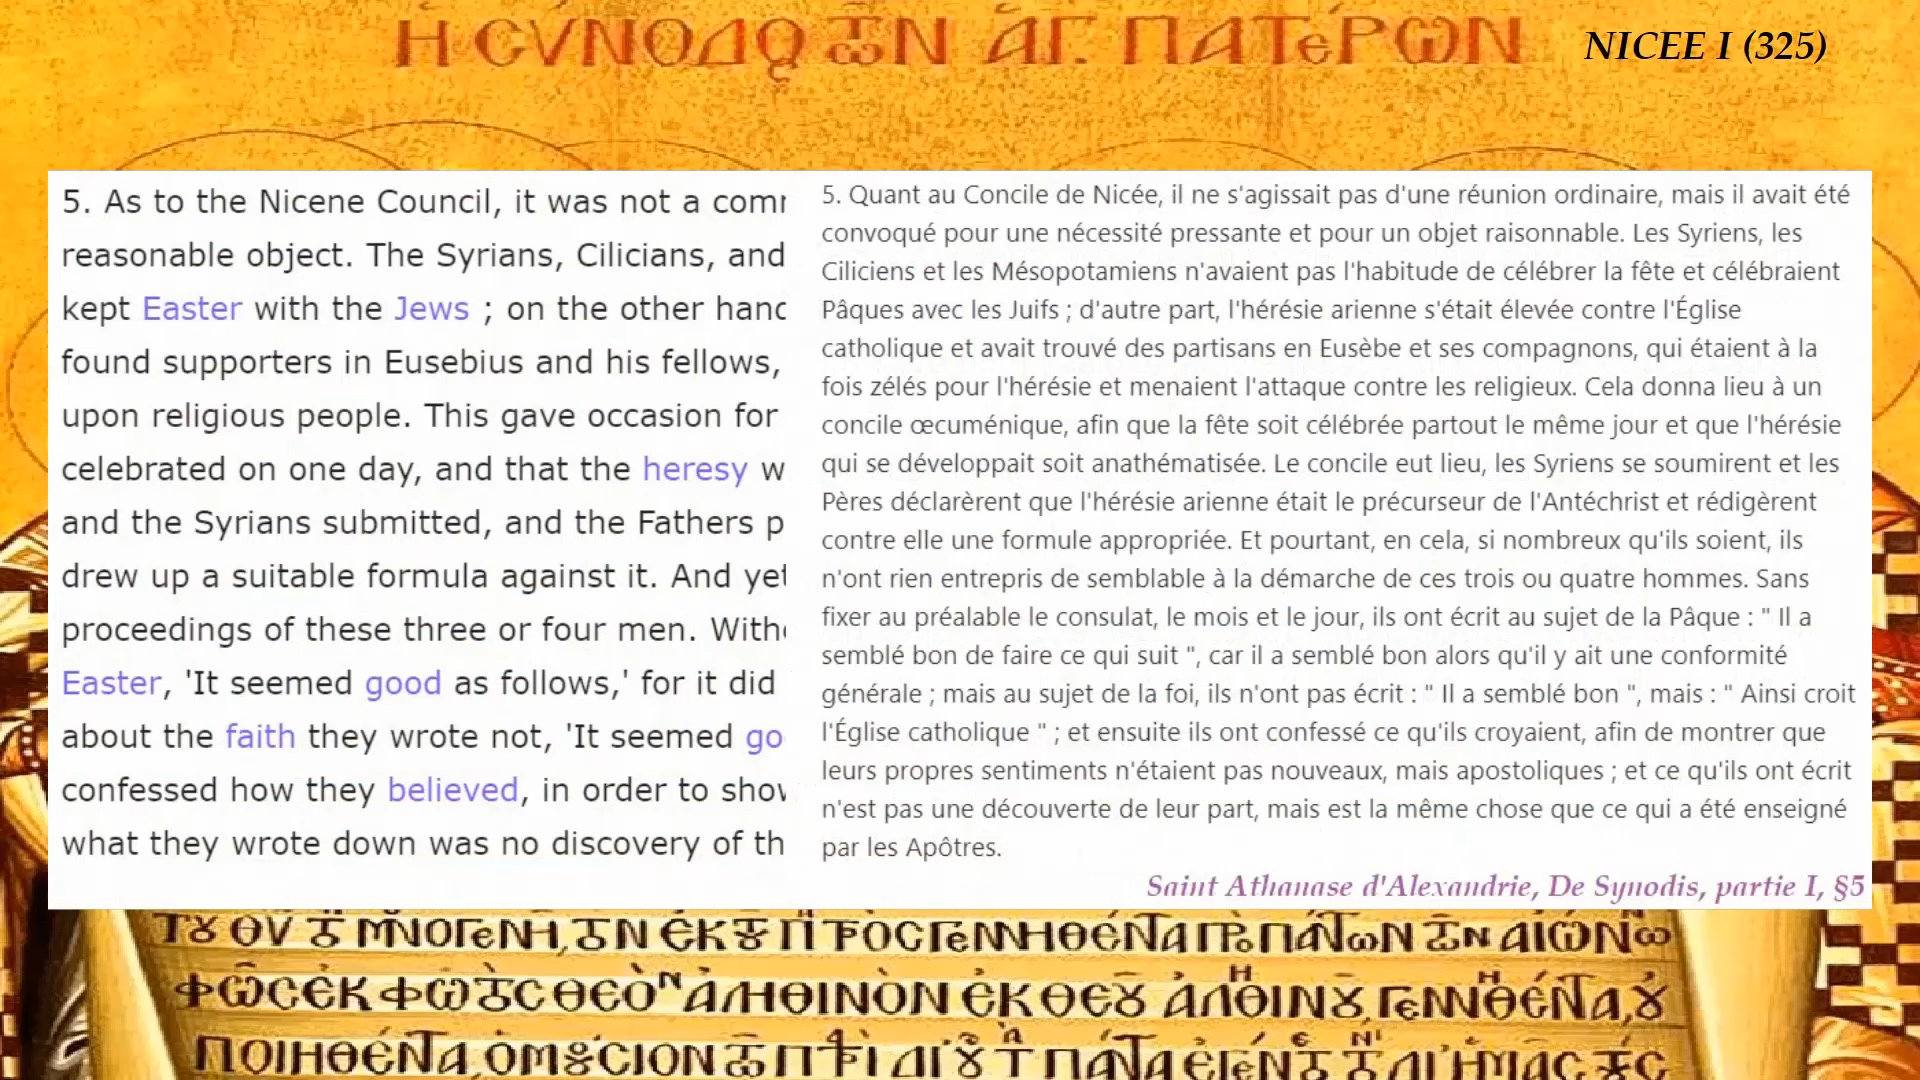 Η СVΝΟΔΟС ΤῶΝ ἉΓ. ΠΑΤέΡΩΝ
NICEE I (325)
5. As to the Nicene Council, it was not a
reasonable object. The Syrians, Cilicians, and
kept Easter with the Jews ; on the other
found supporters in Eusebius and his fellows,
upon religious people. This gave occasion for
celebrated on one day, and that the heresy
and the Syrians submitted, and the Fathers
drew up a suitable formula against it. And
proceedings of these three or four men.
Easter, 'It seemed good as follows,' for it did
about the faith they wrote not, 'It seemed
confessed how they believed, in order to
what they wrote down was no discovery of
5. Quant au Concile de Nicée, il ne s'agissait pas d'une réunion ordinaire, mais il avait été
convoqué pour une nécessité pressante et pour un objet raisonnable. Les Syriens, les
Ciliciens et les Mésopotamiens n'avaient pas l'habitude de célébrer la fête et célébraient
Pâques avec les Juifs ; d'autre part, l'hérésie arienne s'était élevée contre l'Église
catholique et avait trouvé des partisans en Eusèbe et ses compagnons, qui étaient à la
fois zélés pour l'hérésie et menaient l'attaque contre les religieux. Cela donna lieu à un
concile œcuménique, afin que la fête soit célébrée partout le même jour et que l'hérésie
qui se développait soit anathématisée. Le concile eut lieu, les Syriens se soumirent et les
Pères déclarèrent que l'hérésie arienne était le précurseur de l'Antéchrist et rédigèrent
contre elle une formule appropriée. Et pourtant, en cela, si nombreux qu'ils soient, ils
n'ont rien entrepris de semblable à la démarche de ces trois ou quatre hommes. Sans
fixer au préalable le consulat, le mois et le jour, ils ont écrit au sujet de la Pâque : " Il a
semblé bon de faire ce qui suit ", car il a semblé bon alors qu'il y ait une conformité
générale ; mais au sujet de la foi, ils n'ont pas écrit : " Il a semblé bon ", mais : " Ainsi croit
l'Église catholique " ; et ensuite ils ont confessé ce qu'ils croyaient, afin de montrer que
leurs propres sentiments n'étaient pas nouveaux, mais apostoliques ; et ce qu'ils ont écrit
n'est pas une découverte de leur part, mais est la même chose que ce qui a été enseigné
par les Apôtres.
Saint Athanase d'Alexandrie, De Synodis, partie I, §5